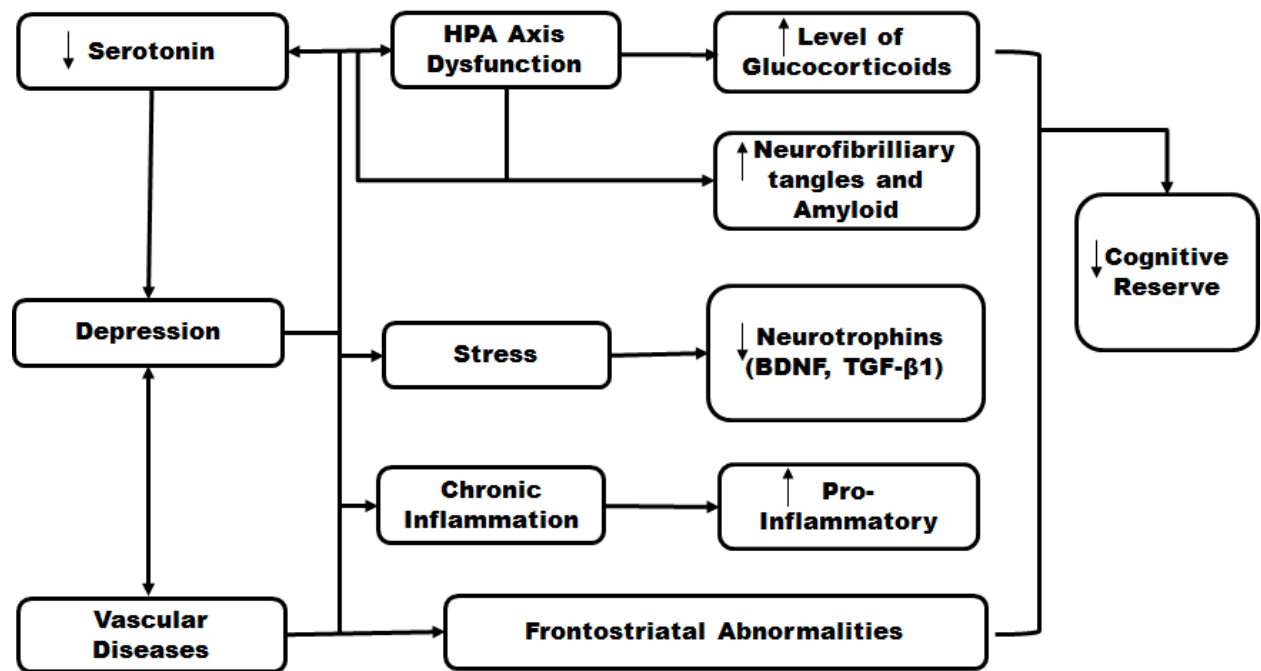 ↓ Serotonin
HPA Axis
Dysfunction
↑ Level of
Glucocorticoids
↑ Neurofibrilliary
tangles and
Amyloid
↓ Cognitive
Reserve
Depression
Stress
↓ Neurotrophins
(BDNF, TGF-β1)
Chronic
Inflammation
↑ Pro-
Inflammatory
Vascular
Diseases
Frontostriatal Abnormalities